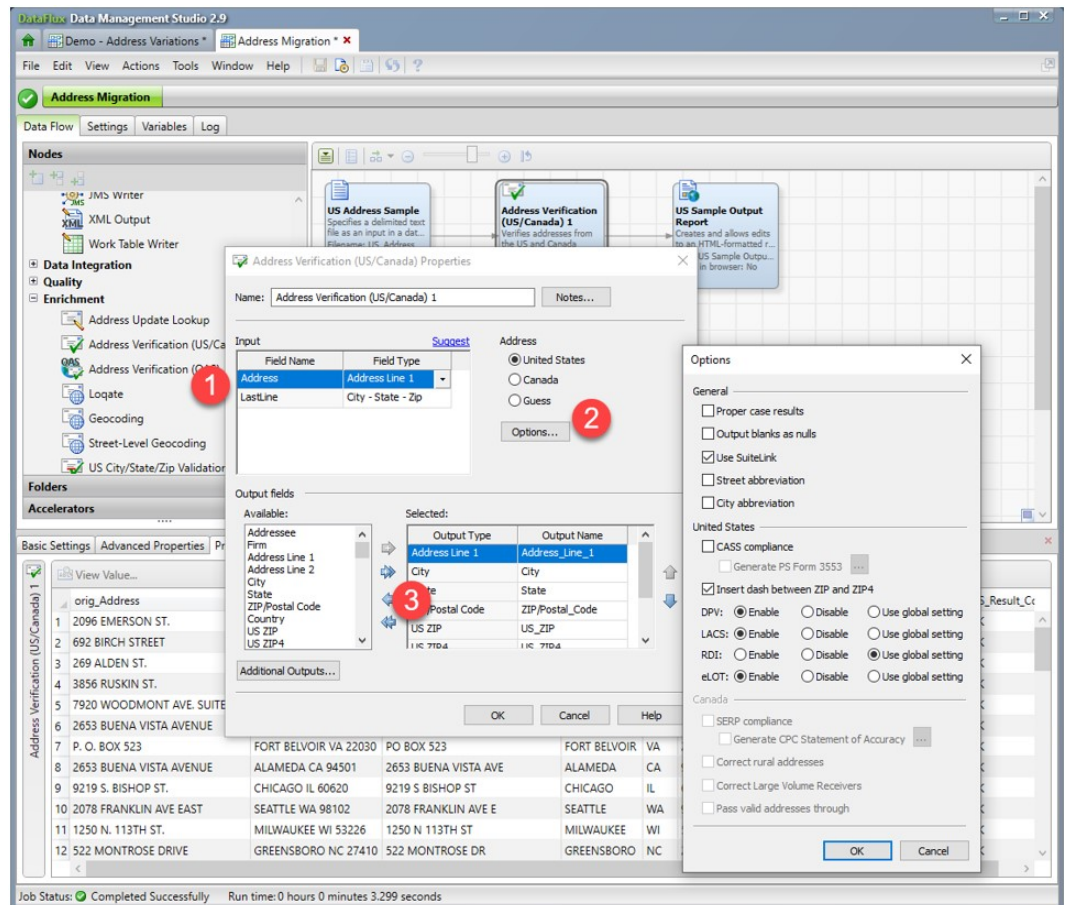 DataFlux Data Management Studio 2.9
Demo - Address Variations * Address Migration *
File Edit View Actions Tools Window Help
Address Migration
Data Flow Settings Variables Log
Nodes
JMS Writer
XML Output
Work Table Writer
Data Integration
Quality
Enrichment
Address Update Lookup
Address Verification (US/Ca
Address Verification (
Loqate
Geocoding
Street-Level Geocoding
US City/State/Zip Validation
Folders
Accelerators
US Address Sample
Specifies a delimited text
file as an input in a dat...
Filename: US_Address
Address Verification
(US/Canada) 1
Verifies addresses from
the US and Canada
US Sample Output
Report
Creates and allows edits
to an HTML-formatted r...
US Sample Outpu...
in browser: No
Address Verification (US/Canada) Properties
Name: Address Verification (US/Canada) 1 Notes...
Input Suggest
Field Name Field Type
Address Address Line 1
LastLine City - State - Zip
1
Address
United States
Canada
Guess
Options...
2
Output fields
Available:
Addressee
Firm
Address Line 1
Address Line 2
City
State
ZIP/Postal Code
Country
US ZIP
US ZIP4
3
Selected:
Output Type Output Name
Address Line 1 Address_Line_1
City City
State
/Postal Code ZIP/Postal_Code
US ZIP US_ZIP
US ZIP4 US_ZIP4
Additional Outputs...
OK Cancel Help
Options
General
Proper case results
Output blanks as nulls
Use SuiteLink
Street abbreviation
City abbreviation
United States
CASS compliance
Generate PS Form 3553 ...
Insert dash between ZIP and ZIP4
DPV: Enable Disable Use global setting
LACS: Enable Disable Use global setting
RDI: Enable Disable Use global setting
eLOT: Enable Disable Use global setting
Canada
SERP compliance
Generate CPC Statement of Accuracy ...
Correct rural addresses
Correct Large Volume Receivers
Pass valid addresses through
OK Cancel
Basic Settings Advanced Properties Pr
Address Verification (US/Canada) 1
View Value...
orig_Address S_Result_Cc
1 2096 EMERSON ST.
2 692 BIRCH STREET
3 269 ALDEN ST.
4 3856 RUSKIN ST.
5 7920 WOODMONT AVE. SUITE
6 2653 BUENA VISTA AVENUE
7 P. O. BOX 523 FORT BELVOIR VA 22030 PO BOX 523 FORT BELVOIR VA
8 2653 BUENA VISTA AVENUE ALAMEDA CA 94501 2653 BUENA VISTA AVE ALAMEDA CA
9 9219 S. BISHOP ST. CHICAGO IL 60620 9219 S BISHOP ST CHICAGO IL
10 2078 FRANKLIN AVE EAST SEATTLE WA 98102 2078 FRANKLIN AVE E SEATTLE WA
11 1250 N. 113TH ST. MILWAUKEE WI 53226 1250 N 113TH ST MILWAUKEE WI
12 522 MONTROSE DRIVE GREENSBORO NC 27410 522 MONTROSE DR GREENSBORO NC
Job Status: Completed Successfully Run time: 0 hours 0 minutes 3.299 seconds